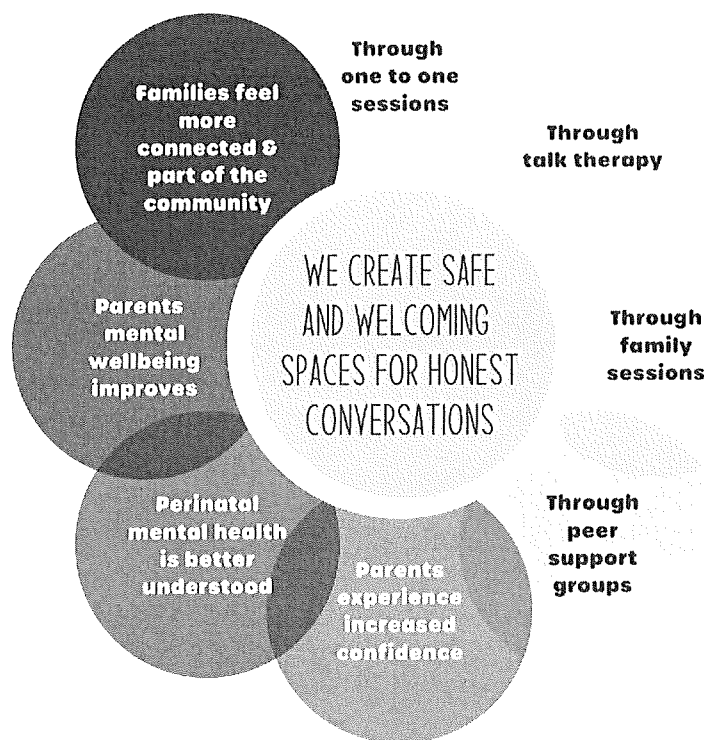 Through
one to one
sessions
Families feel
more
connected &
part of the
community
Through
talk therapy
WE CREATE SAFE
AND WELCOMING
SPACES FOR HONEST
CONVERSATIONS
Parents
mental
wellbeing
improves
Through
family
sessions
Perinatal
mental health
is better
understood
Through
peer
support
groups
Parents
experience
increased
confidence